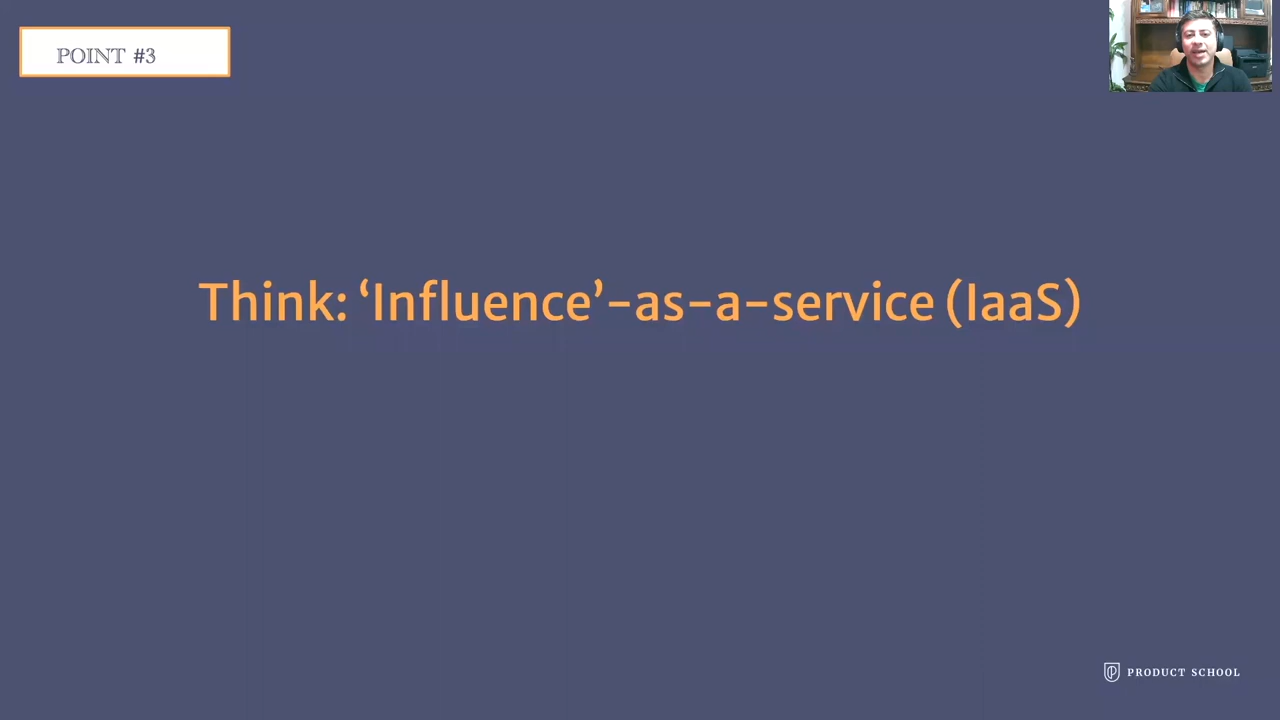 POINT #3
Think: ‘Influence’-as-a-service (IaaS)
PRODUCT SCHOOL